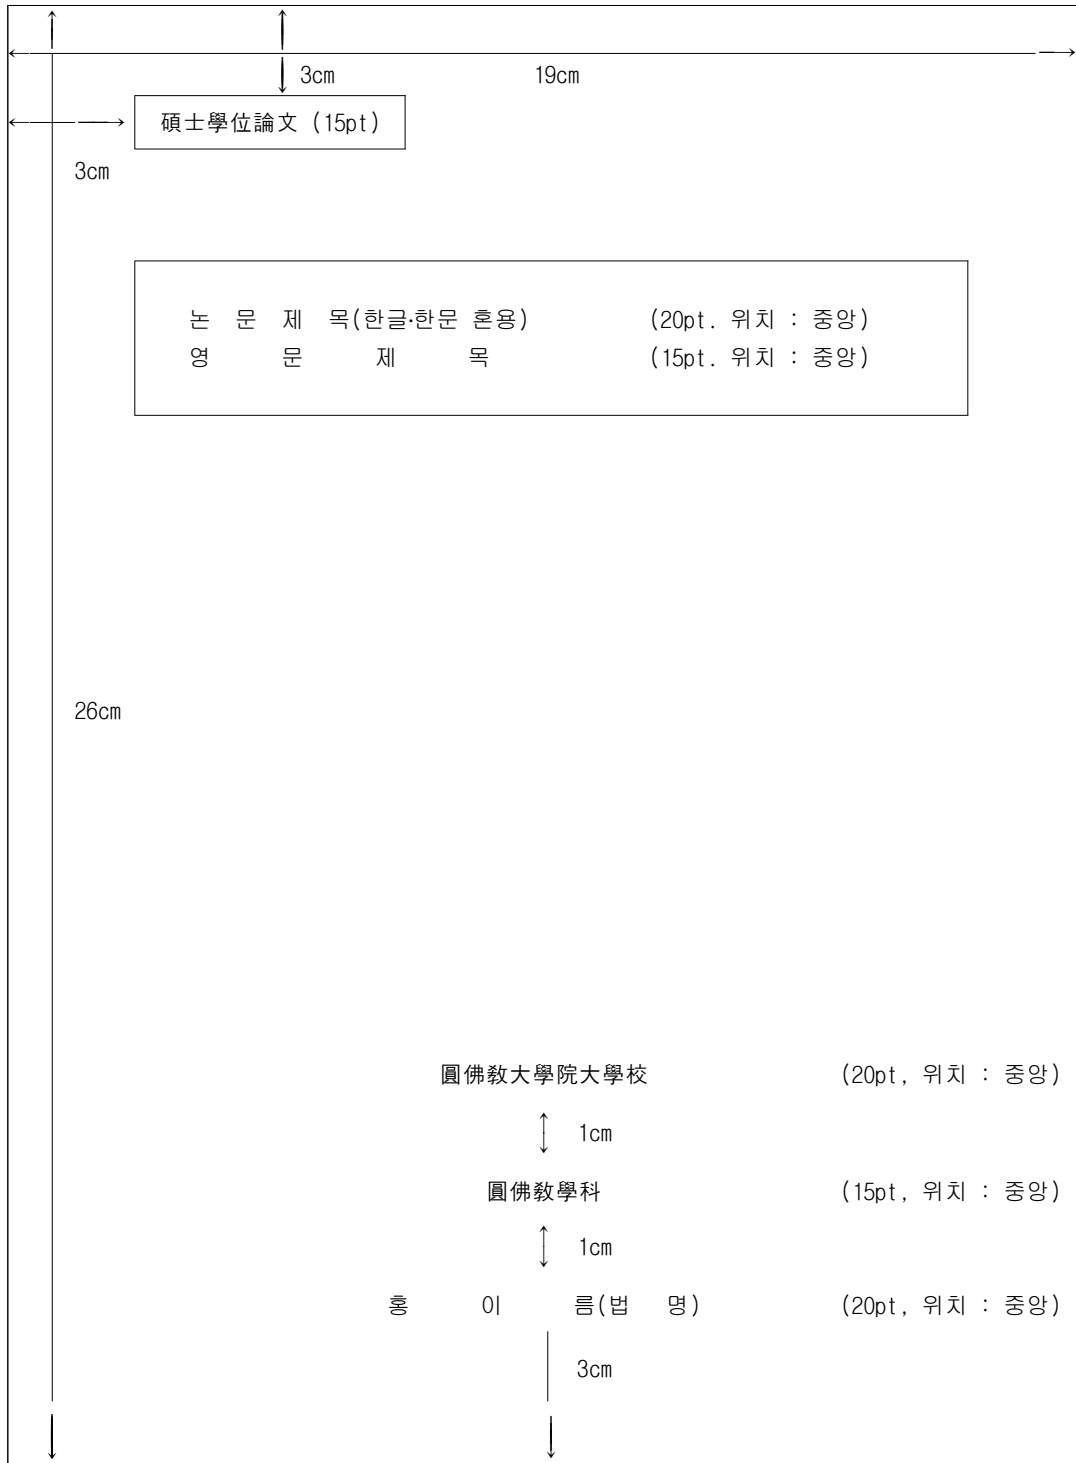 3cm 19cm
碩士學位論文 (15pt)
3cm
논 문 제 목(한글·한문 혼용) (20pt. 위치 : 중앙)
영 문 제 목 (15pt. 위치 : 중앙)
26cm
圓佛敎大學院大學校 (20pt, 위치 : 중앙)
1cm
圓佛敎學科 (15pt, 위치 : 중앙)
1cm
홍 이 름(법 명) (20pt, 위치 : 중앙)
3cm